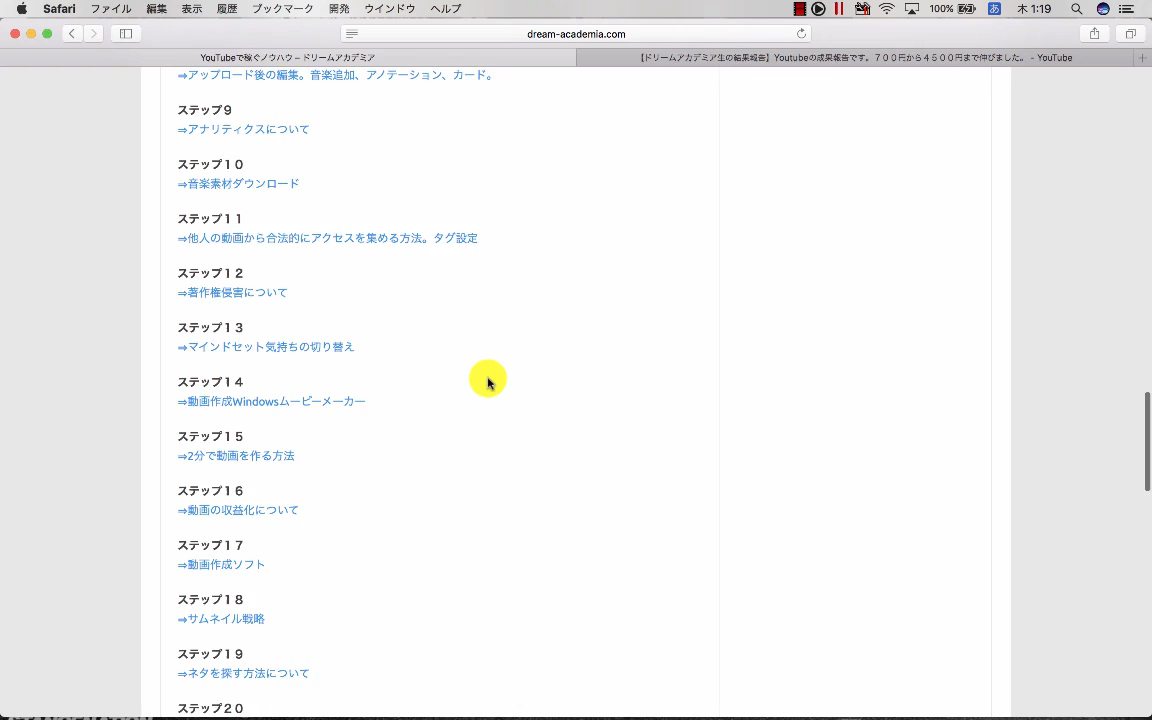 Safari ファイル 編集 表示 履歴 ブックマーク 開発 ウインドウ ヘルプ 100% あ 木 1:19
dream-academia.com
YouTubeで稼ぐノウハウ – ドリームアカデミア
【ドリームアカデミア生の結果報告】Youtubeの成果報告です。７００円から４５００円まで伸びました。 - YouTube
⇒アップロード後の編集。音楽追加、アノテーション、カード。
ステップ９
⇒アナリティクスについて
ステップ１０
⇒音楽素材ダウンロード
ステップ１１
⇒他人の動画から合法的にアクセスを集める方法。タグ設定
ステップ１２
⇒著作権侵害について
ステップ１３
⇒マインドセット気持ちの切り替え
ステップ１４
⇒動画作成Windowsムービーメーカー
ステップ１５
⇒2分で動画を作る方法
ステップ１６
⇒動画の収益化について
ステップ１７
⇒動画作成ソフト
ステップ１８
⇒サムネイル戦略
ステップ１９
⇒ネタを探す方法について
ステップ２０